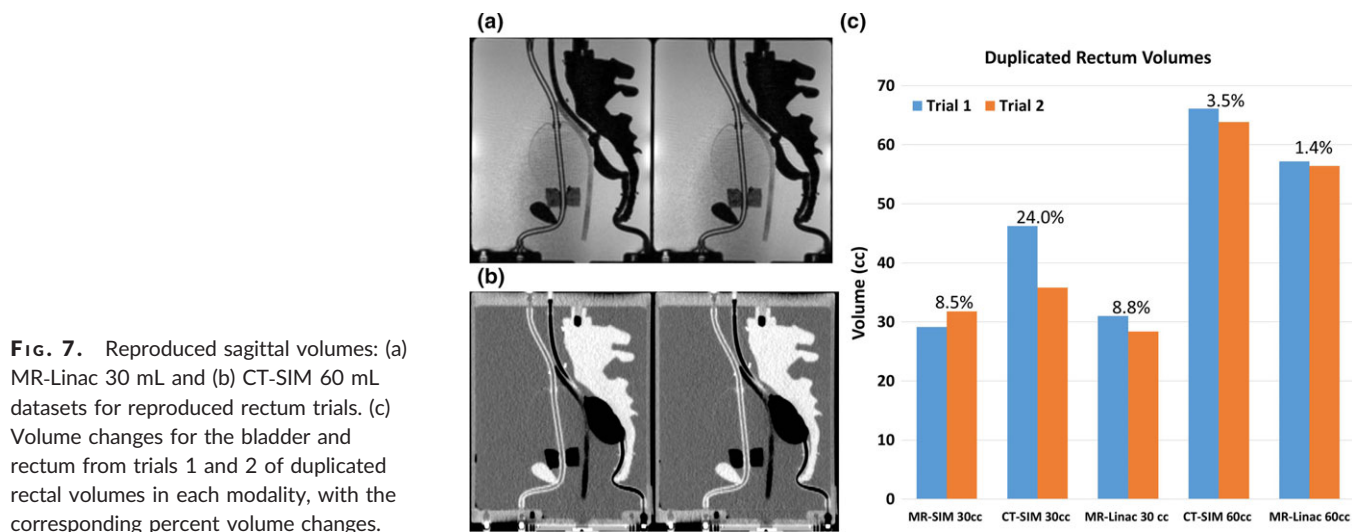 (a)
(b)
FIG. 7. Reproduced sagittal volumes: (a)
MR-Linac 30 mL and (b) CT-SIM 60 mL
datasets for reproduced rectum trials. (c)
Volume changes for the bladder and
rectum from trials 1 and 2 of duplicated
rectal volumes in each modality, with the
corresponding percent volume changes.
(c)
Duplicated Rectum Volumes
Trial 1
Trial 2
Volume (cc)
70
60
50
40
30
20
10
0
8.5%
24.0%
8.8%
3.5%
1.4%
MR-SIM 30cc
CT-SIM 30cc
MR-Linac 30 cc
CT-SIM 60cc
MR-Linac 60cc